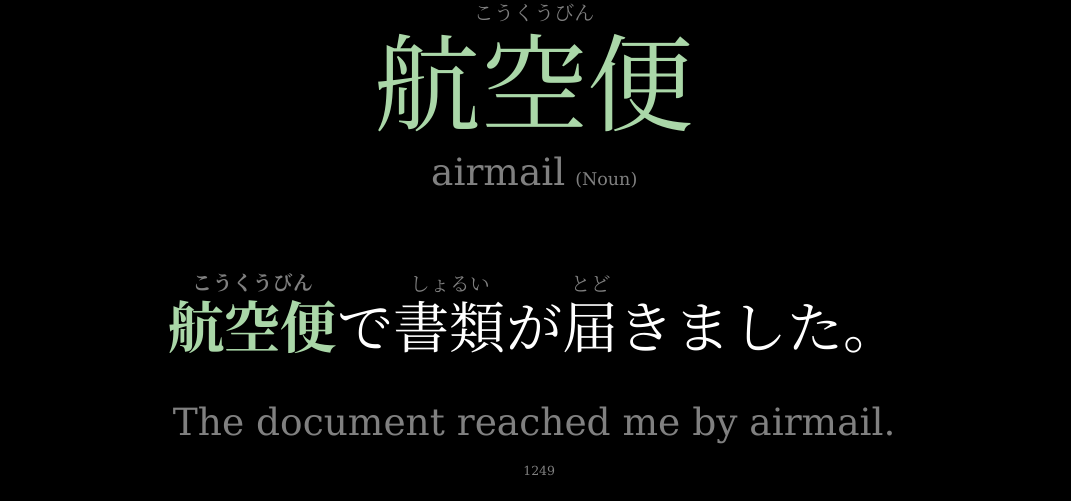 こうくうびん
航空便
airmail (Noun)
こうくうびん しょるい とど
航空便で書類が届きました。
The document reached me by airmail.
1249